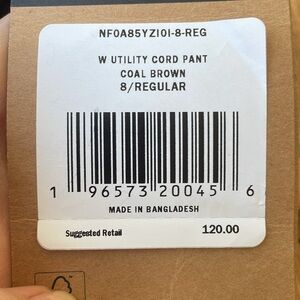 NF0A85YZI0I-8-REG
W UTILITY CORD PANT
COAL BROWN
8/REGULAR
1 96573 20045 6
MADE IN BANGLADESH
Suggested Retail 120.00